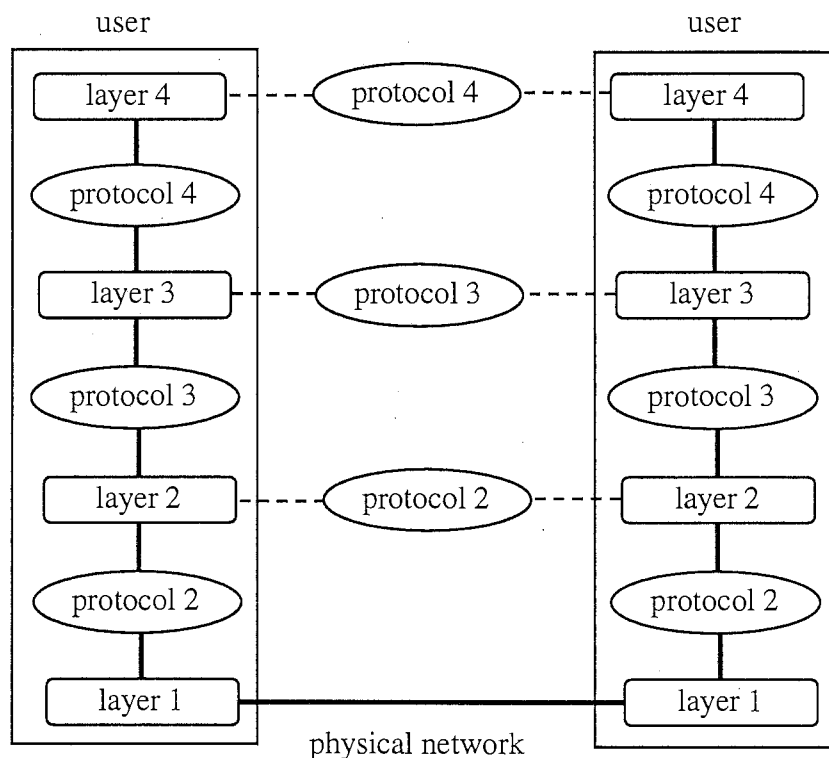 user
user
layer 4
protocol 4
layer 4
protocol 4
protocol 4
layer 3
protocol 3
layer 3
protocol 3
protocol 3
layer 2
protocol 2
layer 2
protocol 2
protocol 2
layer 1
layer 1
physical network